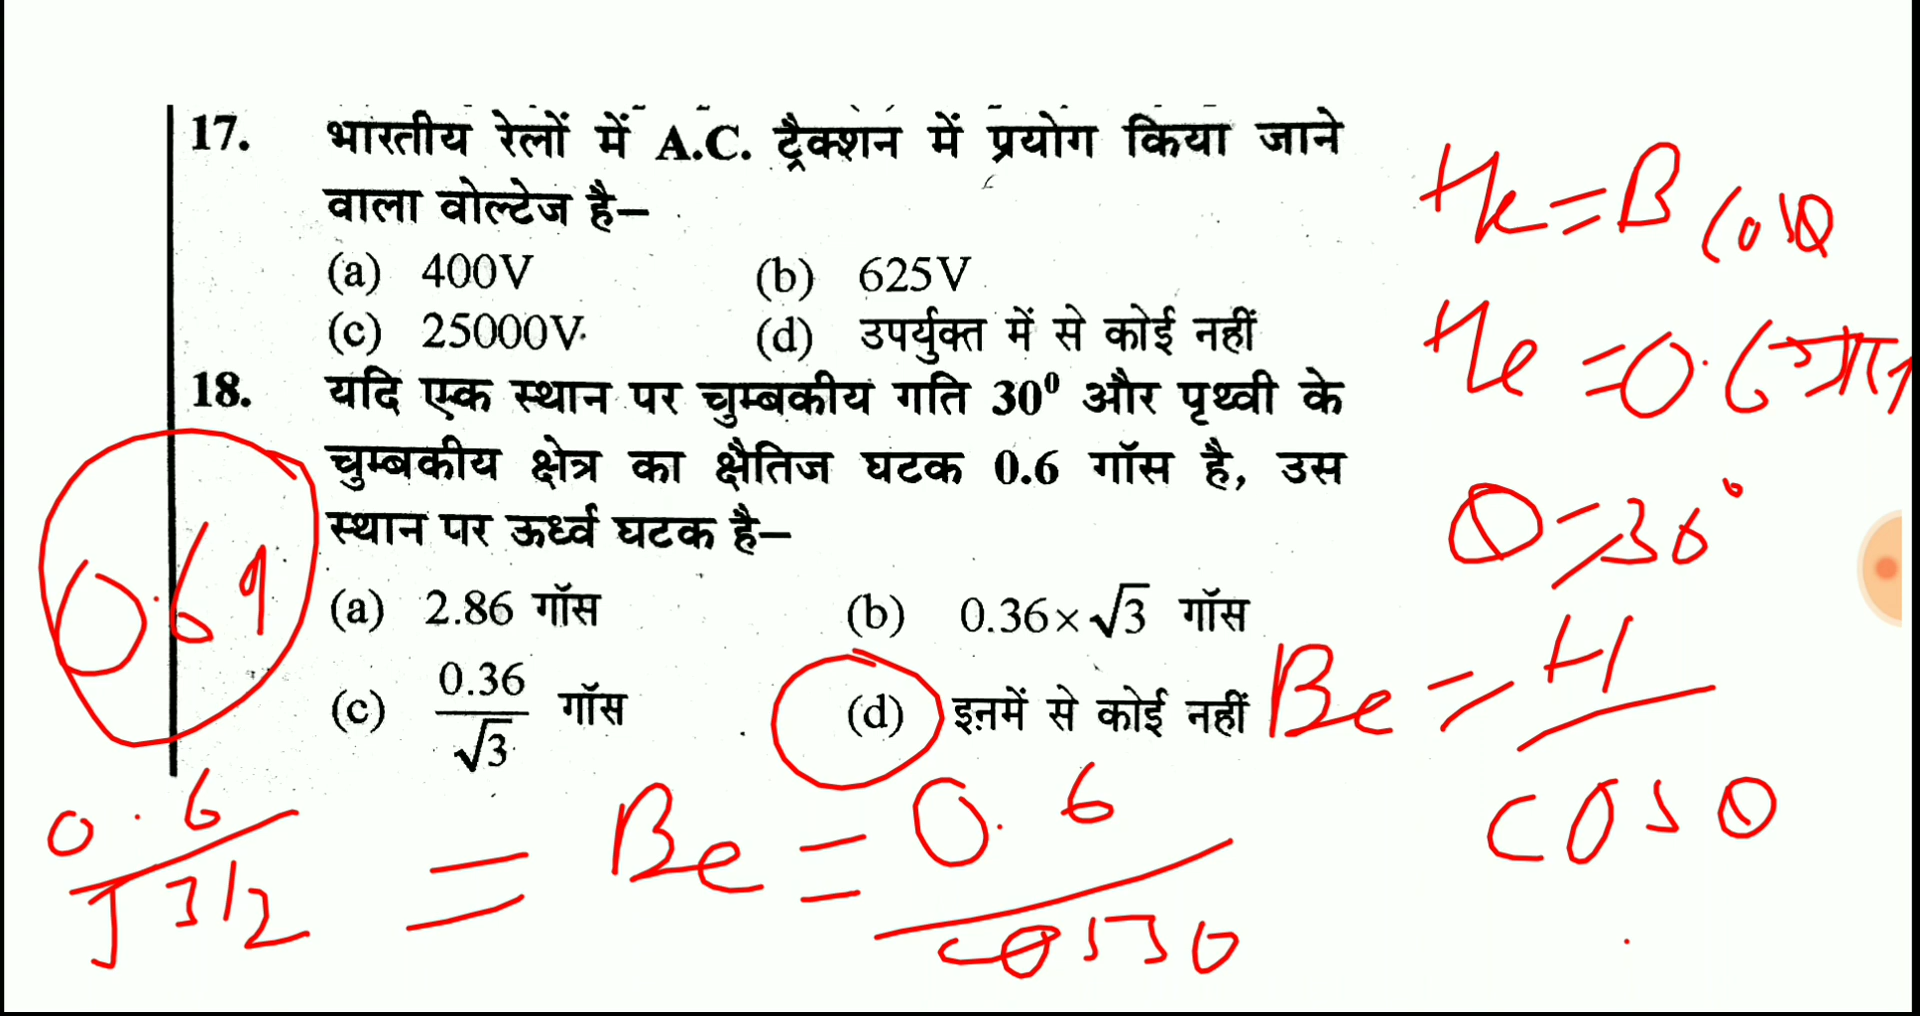 17. भारतीय रेलों में A.C. ट्रैक्शन में प्रयोग किया जाने
वाला वोल्टेज है–
(a) 400V (b) 625V
(c) 25000V (d) उपर्युक्त में से कोई नहीं
18. यदि एक स्थान पर चुम्बकीय गति 30⁰ और पृथ्वी के
चुम्बकीय क्षेत्र का क्षैतिज घटक 0.6 गॉस है, उस
स्थान पर ऊर्ध्व घटक है–
(a) 2.86 गॉस (b) 0.36×√3 गॉस
(c) 0.36/√3 गॉस (d) इनमें से कोई नहीं
He = B cosθ
He = 0.6
θ = 30°
Be = H / cosθ
Be = 0.6 / cos30
= 0.6 / √3/2
0.69